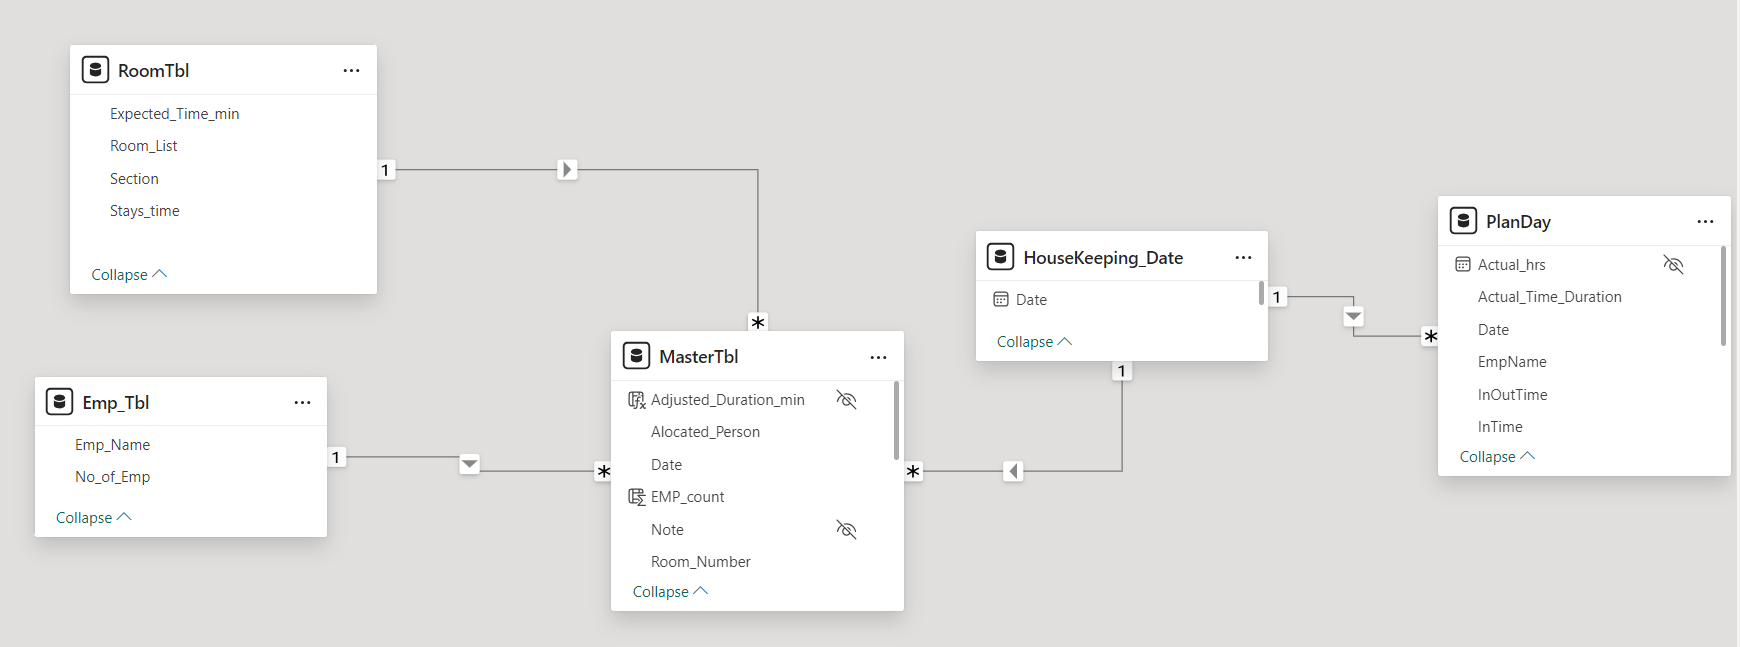 RoomTbl
Expected_Time_min
Room_List
Section
Stays_time
Collapse
1
*
Emp_Tbl
Emp_Name
No_of_Emp
Collapse
1
*
MasterTbl
Adjusted_Duration_min
Alocated_Person
Date
EMP_count
Note
Room_Number
Collapse
*
HouseKeeping_Date
Date
Collapse
1
1
*
PlanDay
Actual_hrs
Actual_Time_Duration
Date
EmpName
InOutTime
InTime
Collapse